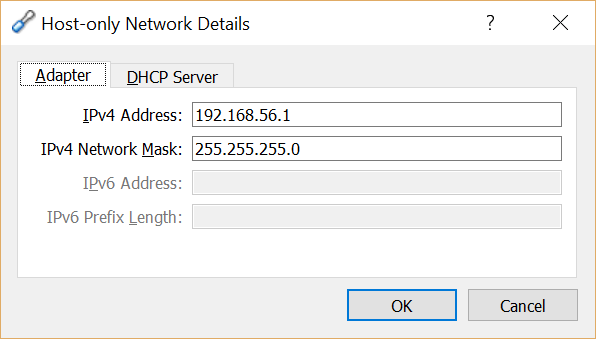 Host-only Network Details
?
Adapter
DHCP Server
IPv4 Address: 192.168.56.1
IPv4 Network Mask: 255.255.255.0
IPv6 Address:
IPv6 Prefix Length:
OK
Cancel